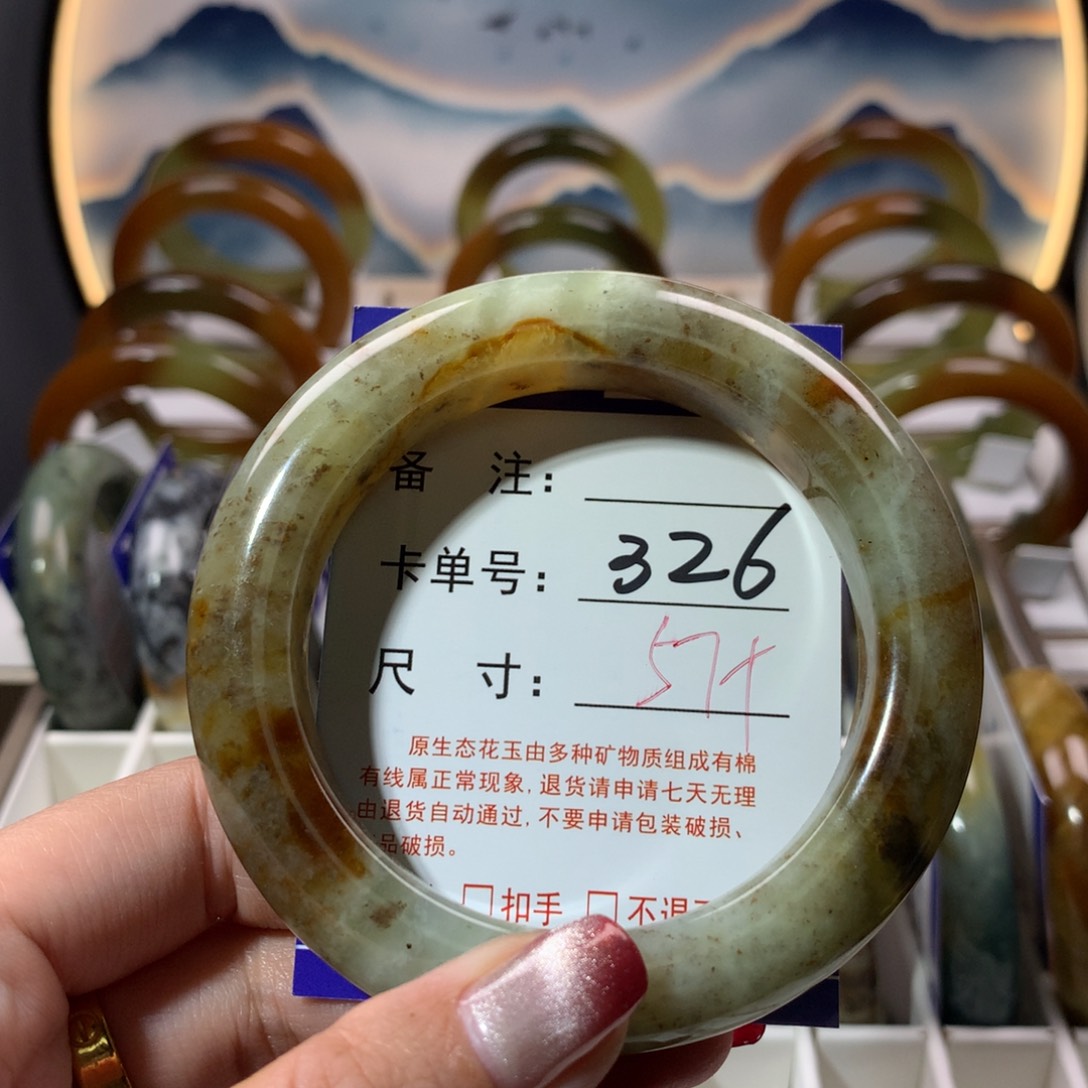 备 注：
卡单号： 326
尺 寸： 57+
原生态花玉由多种矿物质组成有棉
有线属正常现象，退货请申请七天无理
由退货自动通过，不要申请包装破损、
品破损。
□扣手 □不退